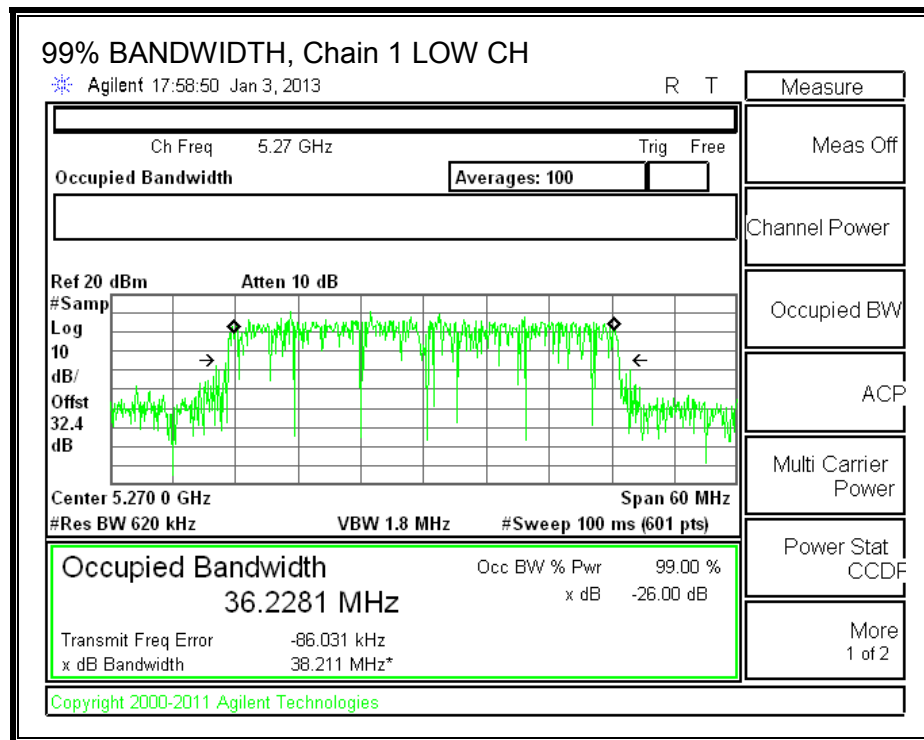 99% BANDWIDTH, Chain 1 LOW CH
Agilent 17:58:50 Jan 3, 2013 R T
Measure
Ch Freq 5.27 GHz Trig Free
Meas Off
Occupied Bandwidth Averages: 100
Channel Power
Ref 20 dBm Atten 10 dB
#Samp
Log
10
dB/
Offst
32.4
dB
Occupied BW
ACP
Multi Carrier
Power
Center 5.270 0 GHz Span 60 MHz
#Res BW 620 kHz VBW 1.8 MHz #Sweep 100 ms (601 pts)
Power Stat
CCDF
Occupied Bandwidth Occ BW % Pwr 99.00 %
36.2281 MHz x dB -26.00 dB
Transmit Freq Error -86.031 kHz
x dB Bandwidth 38.211 MHz*
More
1 of 2
Copyright 2000-2011 Agilent Technologies